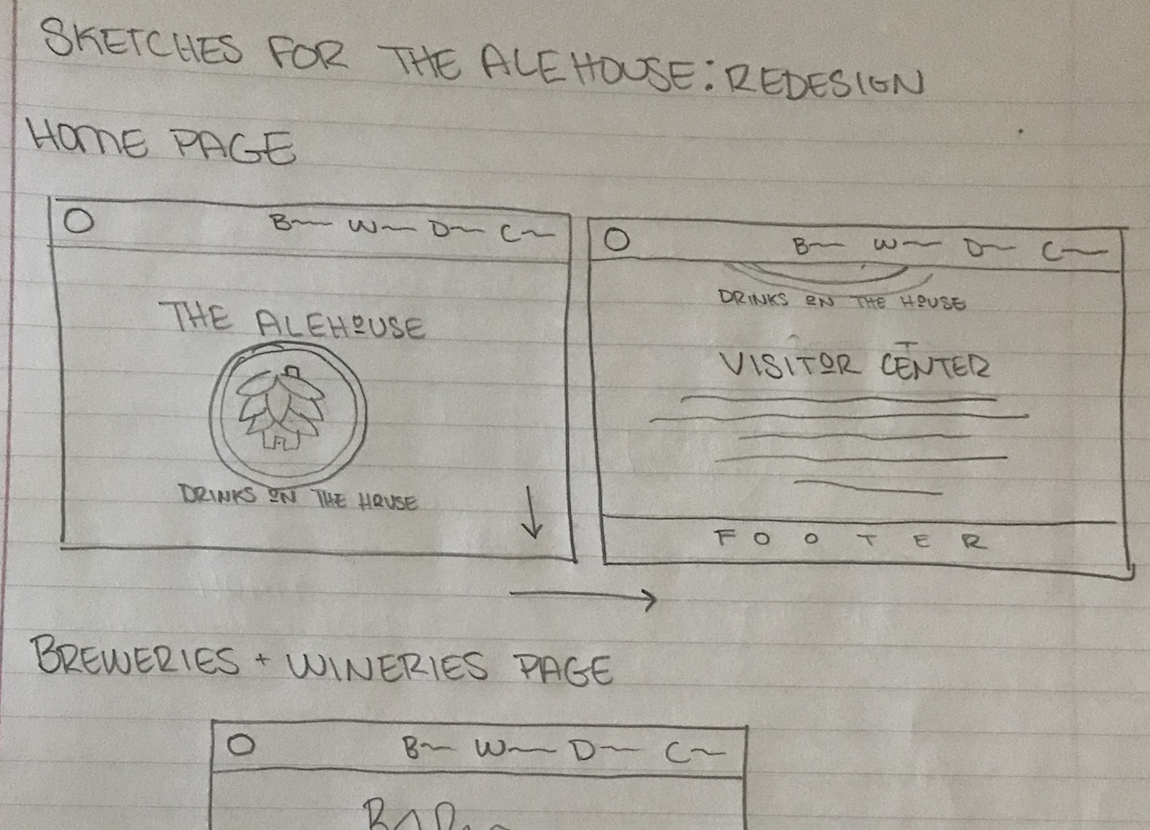 SKETCHES FOR THE ALEHOUSE: REDESIGN
HOME PAGE
B W D C
THE ALEHOUSE
DRINKS ON THE HOUSE
B W D C
DRINKS ON THE HOUSE
VISITOR CENTER
FOOTER
BREWERIES + WINERIES PAGE
B W D C